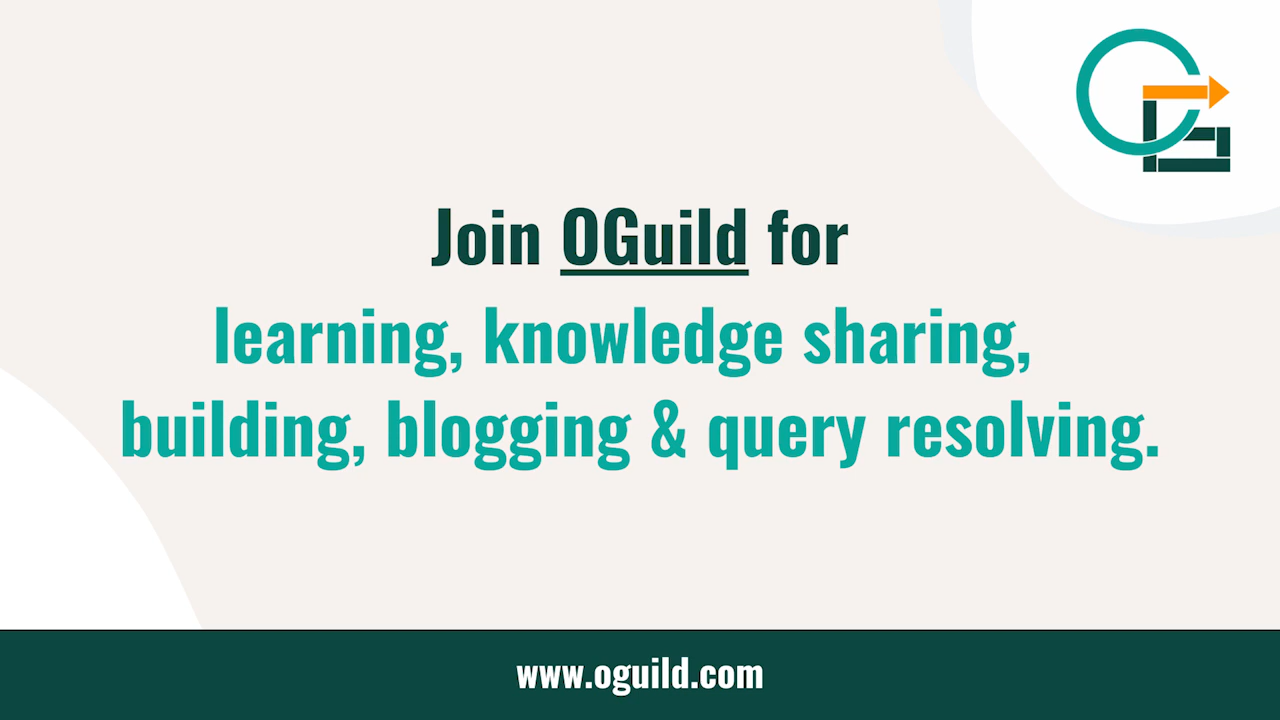 Join OGuild for
learning, knowledge sharing,
building, blogging & query resolving.
www.oguild.com